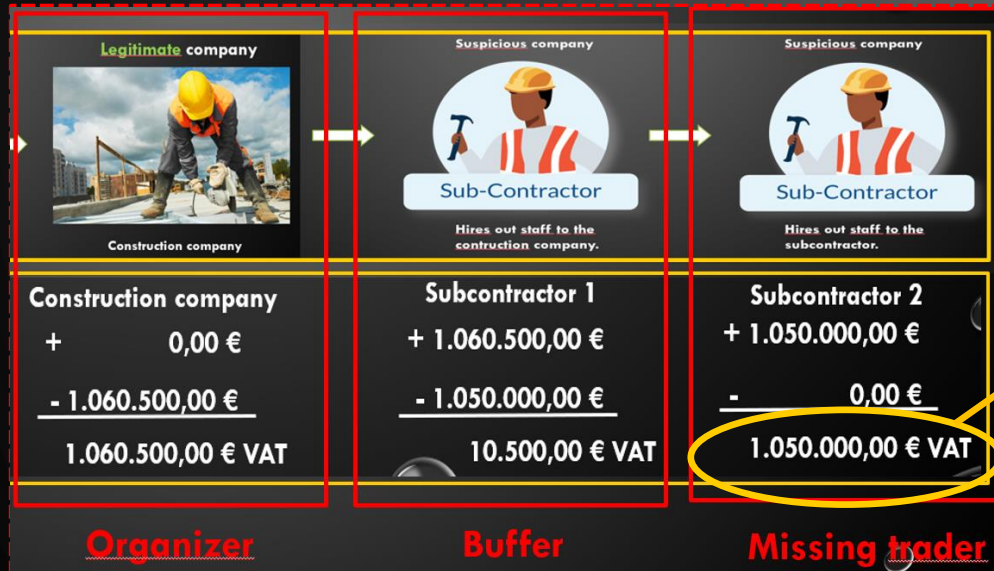 Legitimate company
Construction company
Suspicious company
Sub-Contractor
Hires out staff to the
contruction company.
Suspicious company
Sub-Contractor
Hires out staff to the
subcontractor.
Construction company
+ 0,00 €
- 1.060.500,00 €
1.060.500,00 € VAT
Subcontractor 1
+ 1.060.500,00 €
- 1.050.000,00 €
10.500,00 € VAT
Subcontractor 2
+ 1.050.000,00 €
- 0,00 €
1.050.000,00 € VAT
Organizer
Buffer
Missing trader